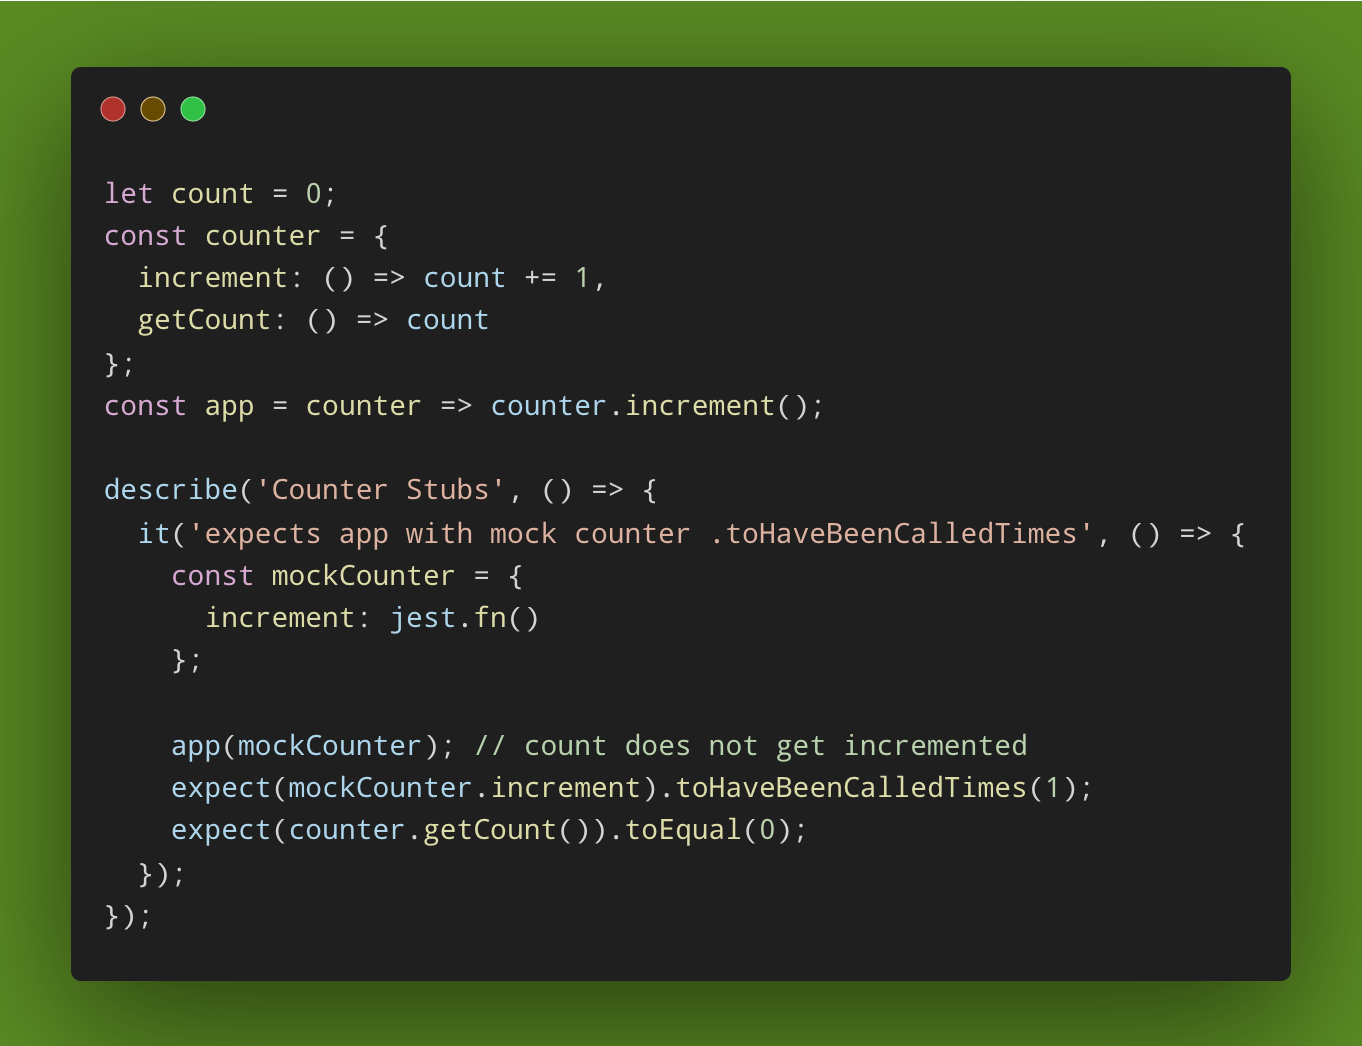 let count = 0;
const counter = {
  increment: () => count += 1,
  getCount: () => count
};
const app = counter => counter.increment();

describe('Counter Stubs', () => {
  it('expects app with mock counter .toHaveBeenCalledTimes', () => {
    const mockCounter = {
      increment: jest.fn()
    };

    app(mockCounter); // count does not get incremented
    expect(mockCounter.increment).toHaveBeenCalledTimes(1);
    expect(counter.getCount()).toEqual(0);
  });
});